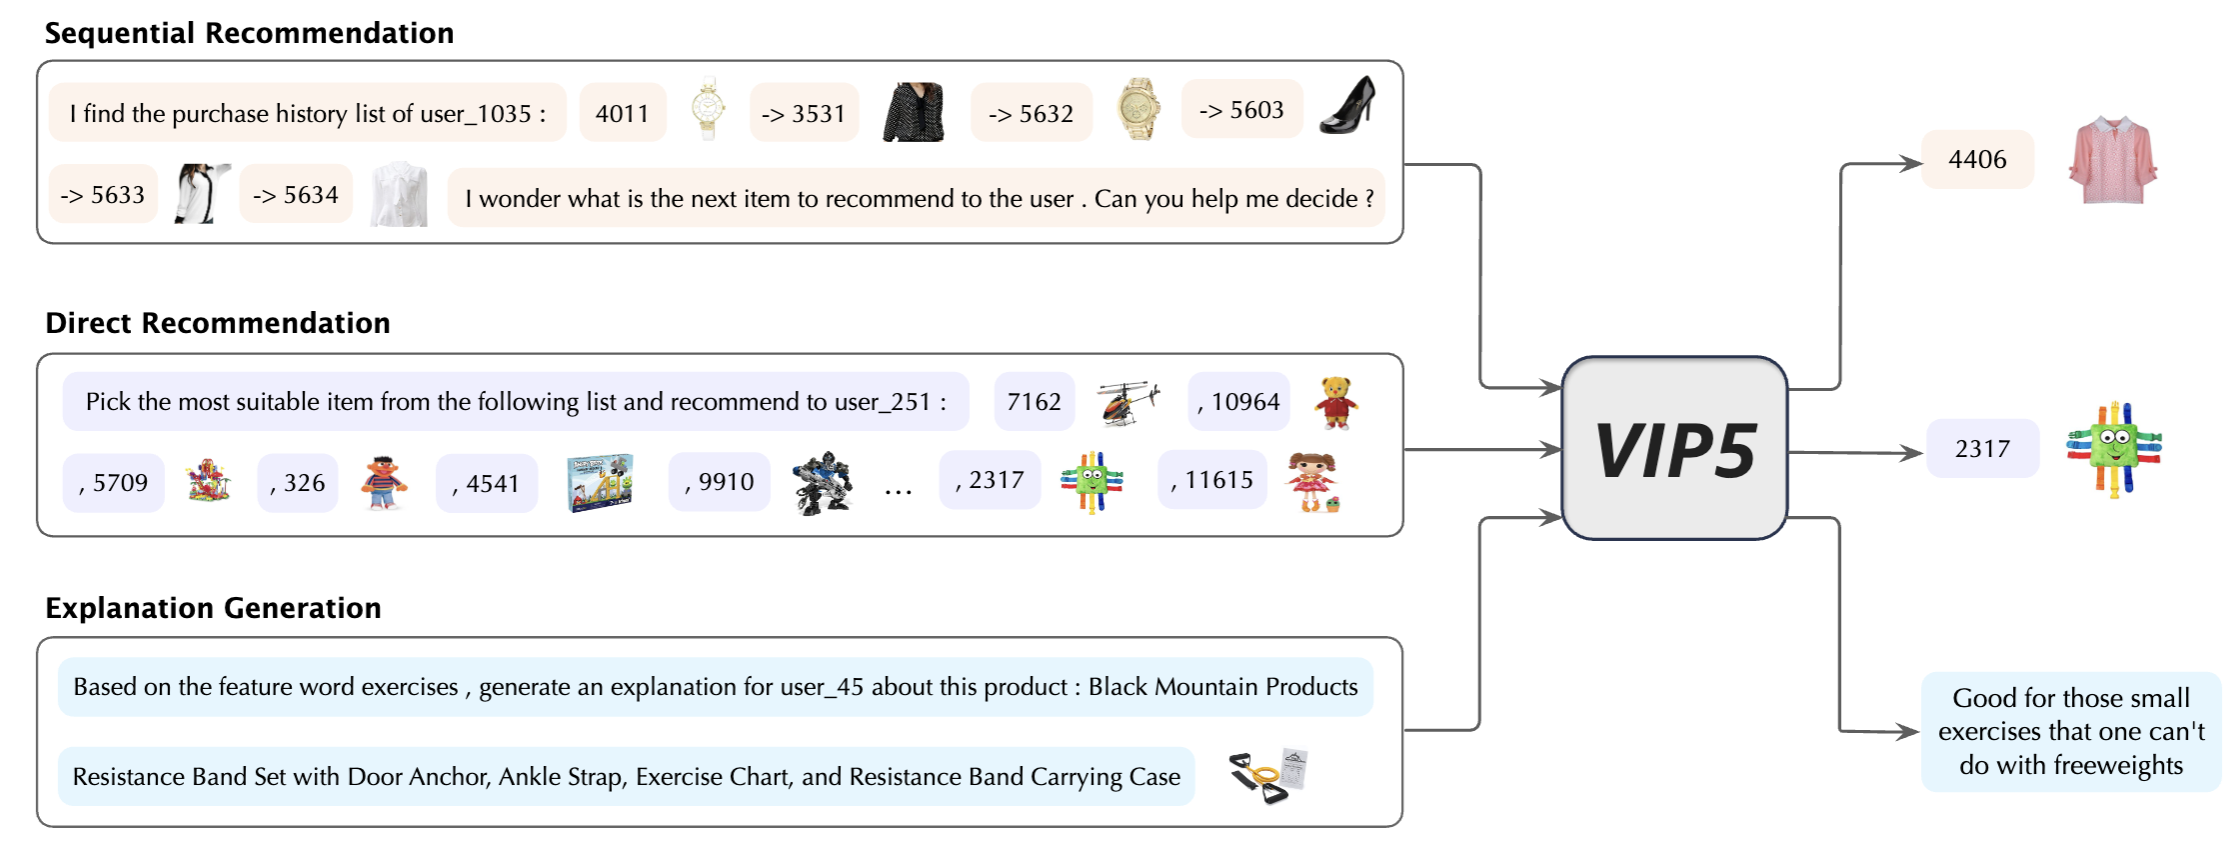 Sequential Recommendation
I find the purchase history list of user_1035 : 4011 -> 3531 -> 5632 -> 5603
-> 5633 -> 5634 I wonder what is the next item to recommend to the user . Can you help me decide ?
4406
Direct Recommendation
Pick the most suitable item from the following list and recommend to user_251 : 7162 , 10964
, 5709 , 326 , 4541 , 9910 ... , 2317 , 11615
VIP5
2317
Explanation Generation
Based on the feature word exercises , generate an explanation for user_45 about this product : Black Mountain Products
Resistance Band Set with Door Anchor, Ankle Strap, Exercise Chart, and Resistance Band Carrying Case
Good for those small
exercises that one can't
do with freeweights